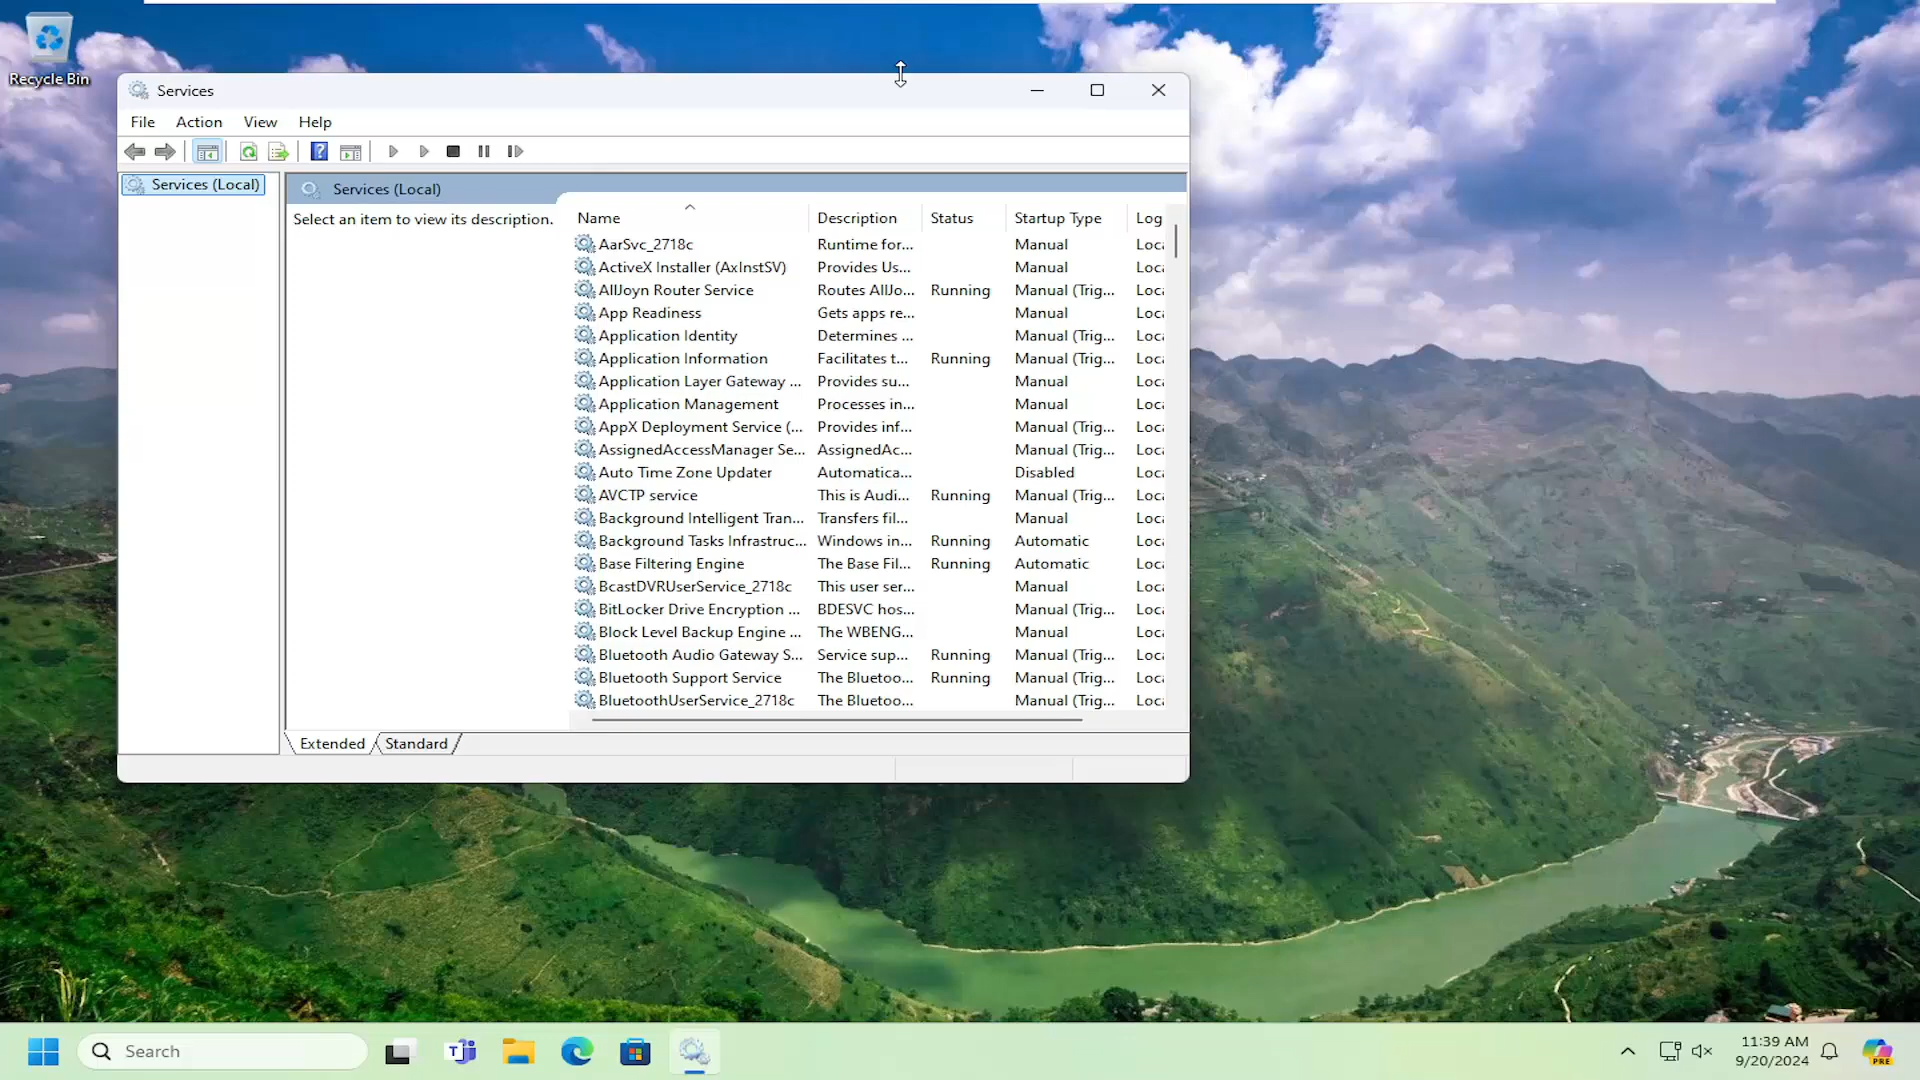 Recycle Bin
Services
File Action View Help
Services (Local)
Services (Local)
Select an item to view its description.
Name Description Status Startup Type Log
AarSvc_2718c Runtime for... Manual Loca
ActiveX Installer (AxInstSV) Provides Us... Manual Loca
AllJoyn Router Service Routes AllJo... Running Manual (Trig... Loca
App Readiness Gets apps re... Manual Loca
Application Identity Determines ... Manual (Trig... Loca
Application Information Facilitates t... Running Manual (Trig... Loca
Application Layer Gateway ... Provides su... Manual Loca
Application Management Processes in... Manual Loca
AppX Deployment Service (... Provides inf... Manual (Trig... Loca
AssignedAccessManager Se... AssignedAc... Manual (Trig... Loca
Auto Time Zone Updater Automatica... Disabled Loca
AVCTP service This is Audi... Running Manual (Trig... Loca
Background Intelligent Tran... Transfers fil... Manual Loca
Background Tasks Infrastruc... Windows in... Running Automatic Loca
Base Filtering Engine The Base Fil... Running Automatic Loca
BcastDVRUserService_2718c This user ser... Manual Loca
BitLocker Drive Encryption ... BDESVC hos... Manual (Trig... Loca
Block Level Backup Engine ... The WBENG... Manual Loca
Bluetooth Audio Gateway S... Service sup... Running Manual (Trig... Loca
Bluetooth Support Service The Bluetoo... Running Manual (Trig... Loca
BluetoothUserService_2718c The Bluetoo... Manual (Trig... Loca
Extended Standard
Search
11:39 AM
9/20/2024
PRE